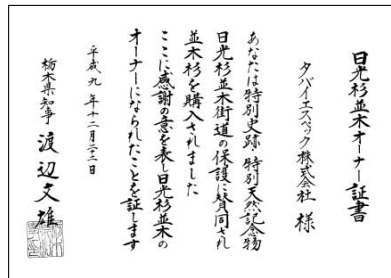 日光杉並木オーナー証書
タバイエスペック株式会社 様
あなたは特別史跡 特別天然記念物
日光杉並木街道の保護に賛同され
並木杉を購入されました
ここに感謝の意を表し日光杉並木の
オーナーになられたことを証します
平成九年十二月二十三日
栃木県知事 渡辺文雄